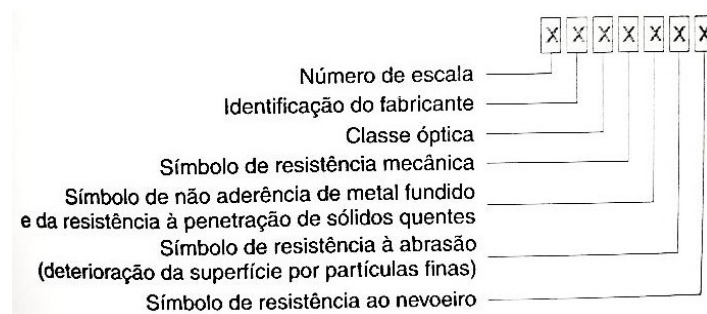 X X X X X X X
Número de escala
Identificação do fabricante
Classe óptica
Símbolo de resistência mecânica
Símbolo de não aderência de metal fundido
e da resistência à penetração de sólidos quentes
Símbolo de resistência à abrasão
(deterioração da superfície por partículas finas)
Símbolo de resistência ao nevoeiro